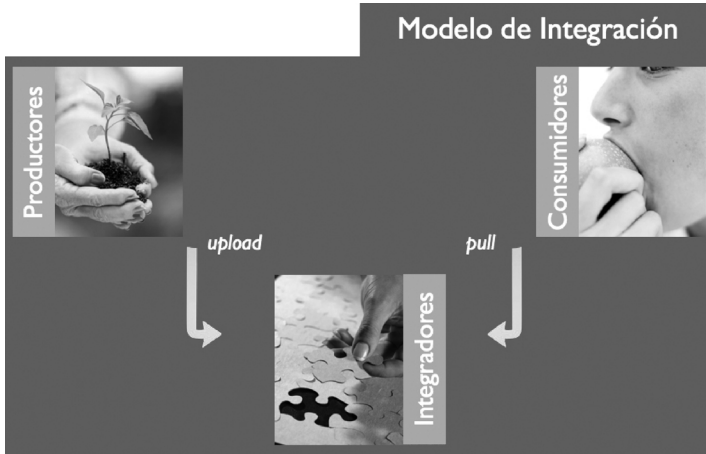 Modelo de Integración
Productores
Consumidores
upload
pull
Integradores